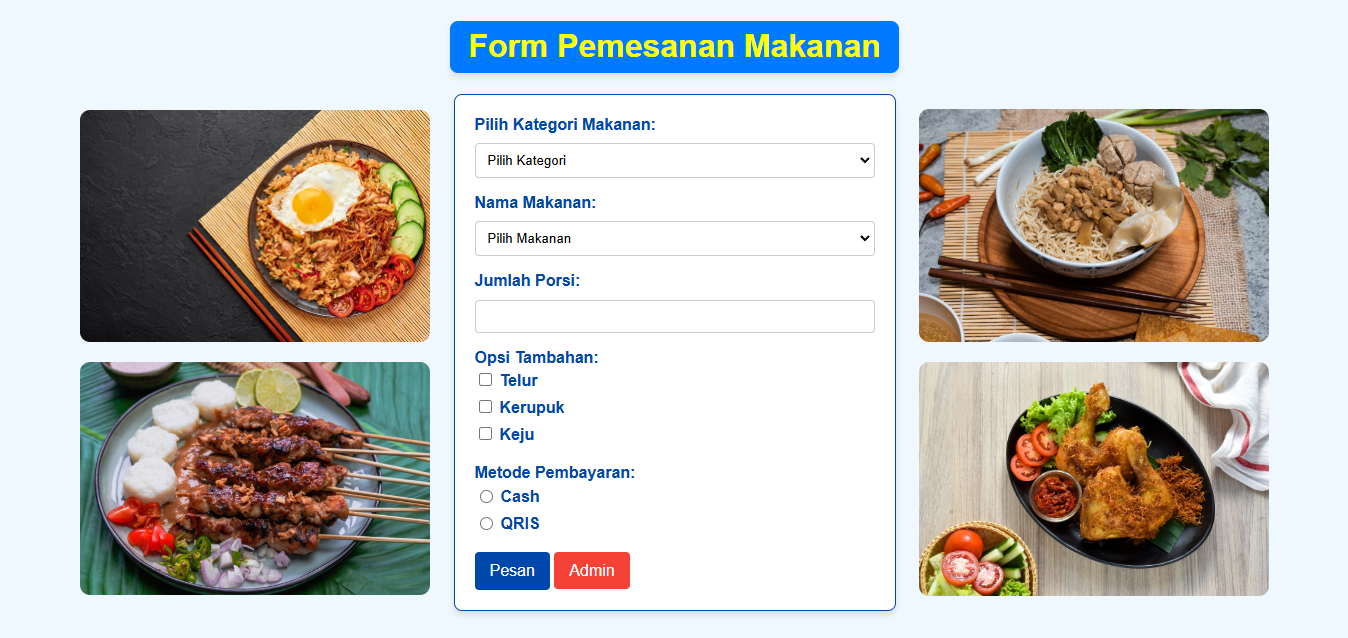 Form Pemesanan Makanan
Pilih Kategori Makanan:
Pilih Kategori
Nama Makanan:
Pilih Makanan
Jumlah Porsi:
Opsi Tambahan:
Telur
Kerupuk
Keju
Metode Pembayaran:
Cash
QRIS
Pesan Admin